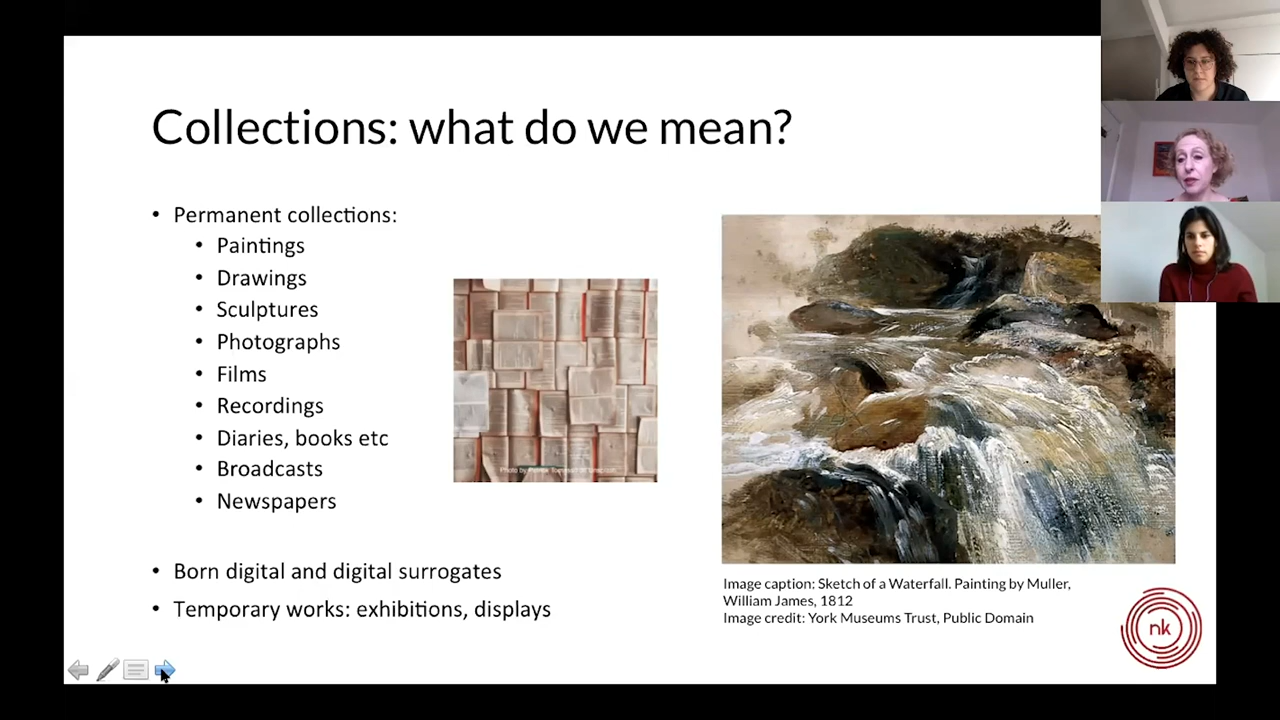 Collections: what do we mean?
• Permanent collections:
• Paintings
• Drawings
• Sculptures
• Photographs
• Films
• Recordings
• Diaries, books etc
• Broadcasts
• Newspapers
• Born digital and digital surrogates
• Temporary works: exhibitions, displays
Photo by
Image caption: Sketch of a Waterfall. Painting by Muller,
William James, 1812
Image credit: York Museums Trust, Public Domain
nk